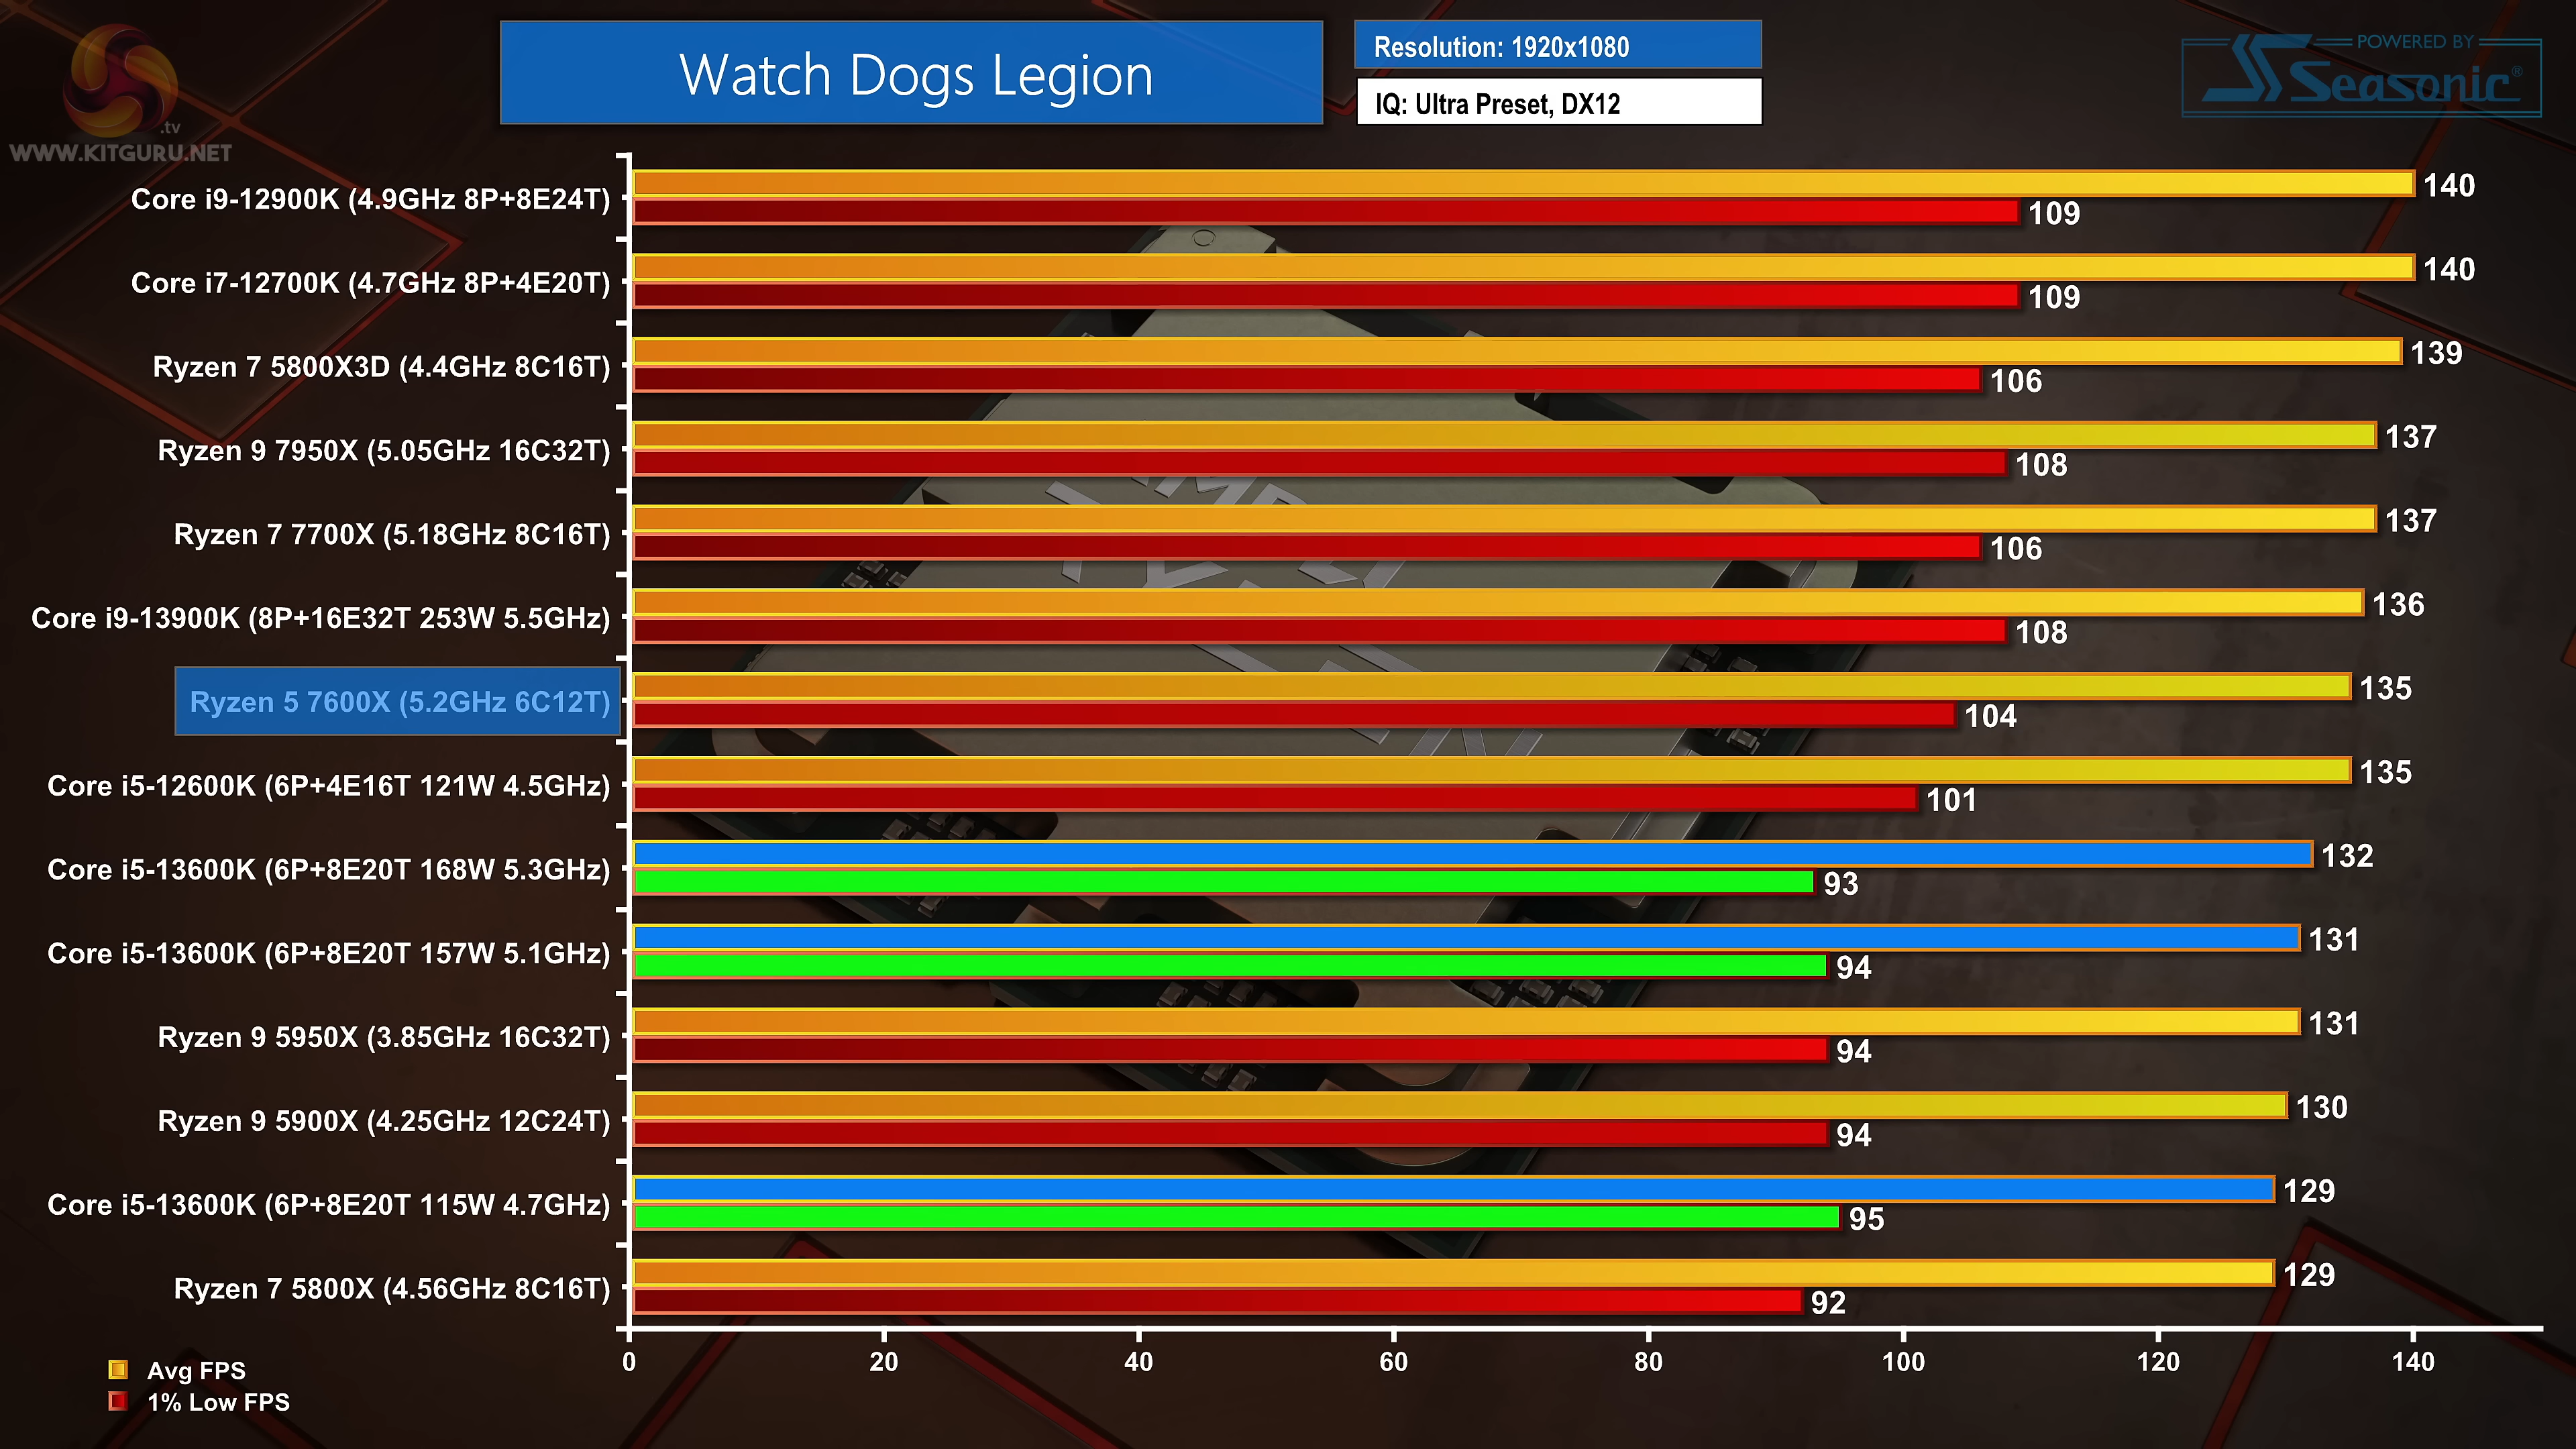 Watch Dogs Legion
Resolution: 1920x1080
IQ: Ultra Preset, DX12
.tv
WWW.KITGURU.NET
POWERED BY
Seasonic®
Core i9-12900K (4.9GHz 8P+8E24T)
140
109
Core i7-12700K (4.7GHz 8P+4E20T)
140
109
Ryzen 7 5800X3D (4.4GHz 8C16T)
139
106
Ryzen 9 7950X (5.05GHz 16C32T)
137
108
Ryzen 7 7700X (5.18GHz 8C16T)
137
106
Core i9-13900K (8P+16E32T 253W 5.5GHz)
136
108
Ryzen 5 7600X (5.2GHz 6C12T)
135
104
Core i5-12600K (6P+4E16T 121W 4.5GHz)
135
101
Core i5-13600K (6P+8E20T 168W 5.3GHz)
132
93
Core i5-13600K (6P+8E20T 157W 5.1GHz)
131
94
Ryzen 9 5950X (3.85GHz 16C32T)
131
94
Ryzen 9 5900X (4.25GHz 12C24T)
130
94
Core i5-13600K (6P+8E20T 115W 4.7GHz)
129
95
Ryzen 7 5800X (4.56GHz 8C16T)
129
92
0 20 40 60 80 100 120 140
Avg FPS
1% Low FPS